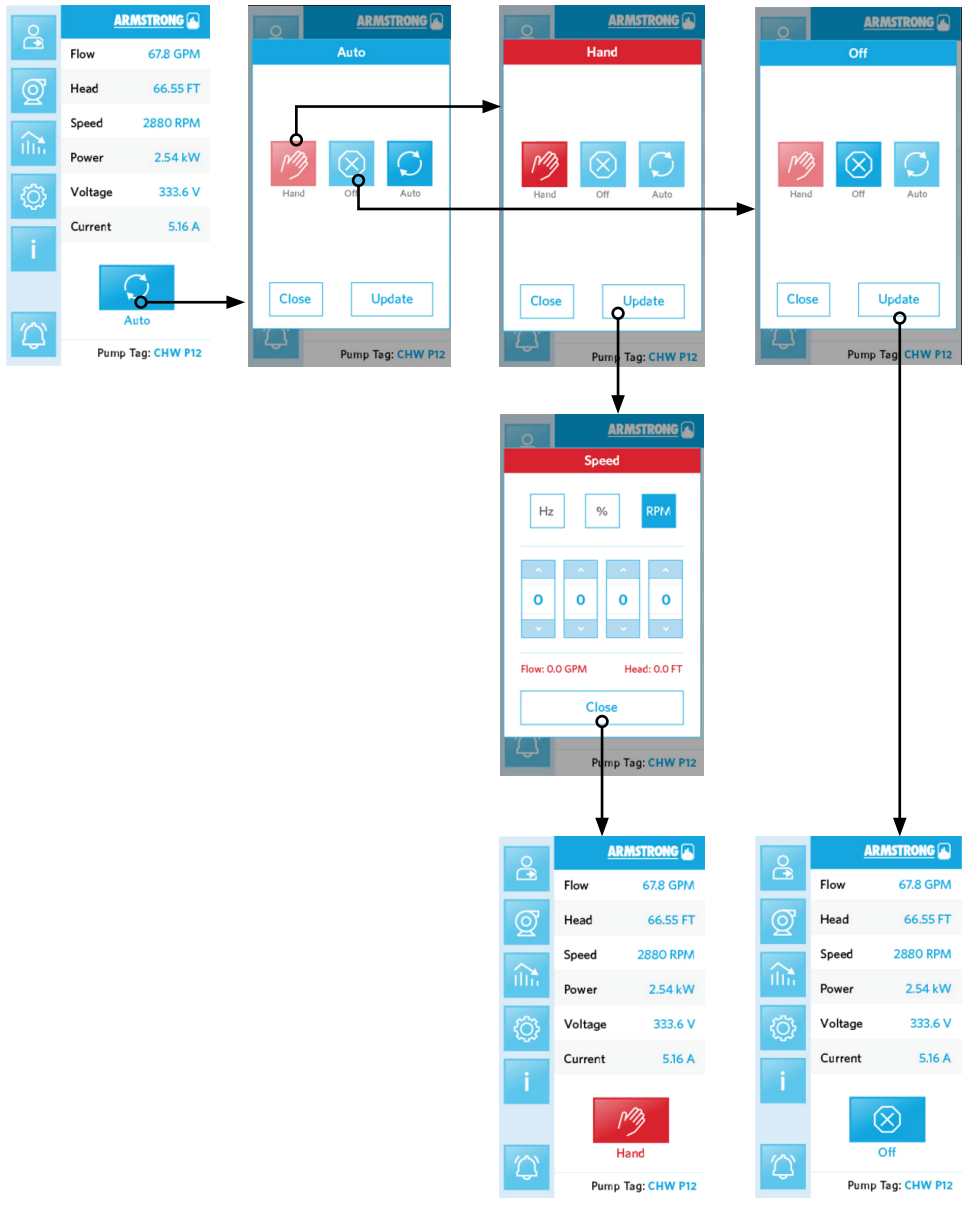 ARMSTRONG
Flow 67.8 GPM
Head 66.55 FT
Speed 2880 RPM
Power 2.54 kW
Voltage 333.6 V
Current 5.16 A
i
Auto
Pump Tag: CHW P12
ARMSTRONG
Auto
Hand Off Auto
Close Update
Pump Tag: CHW P12
ARMSTRONG
Hand
Hand Off Auto
Close Update
Pump Tag: CHW P12
ARMSTRONG
Off
Hand Off Auto
Close Update
Pump Tag: CHW P12
ARMSTRONG
Speed
Hz % RPM
0 0 0 0
Flow: 0.0 GPM Head: 0.0 FT
Close
Pump Tag: CHW P12
ARMSTRONG
Flow 67.8 GPM
Head 66.55 FT
Speed 2880 RPM
Power 2.54 kW
Voltage 333.6 V
Current 5.16 A
i
Hand
Pump Tag: CHW P12
ARMSTRONG
Flow 67.8 GPM
Head 66.55 FT
Speed 2880 RPM
Power 2.54 kW
Voltage 333.6 V
Current 5.16 A
i
Off
Pump Tag: CHW P12